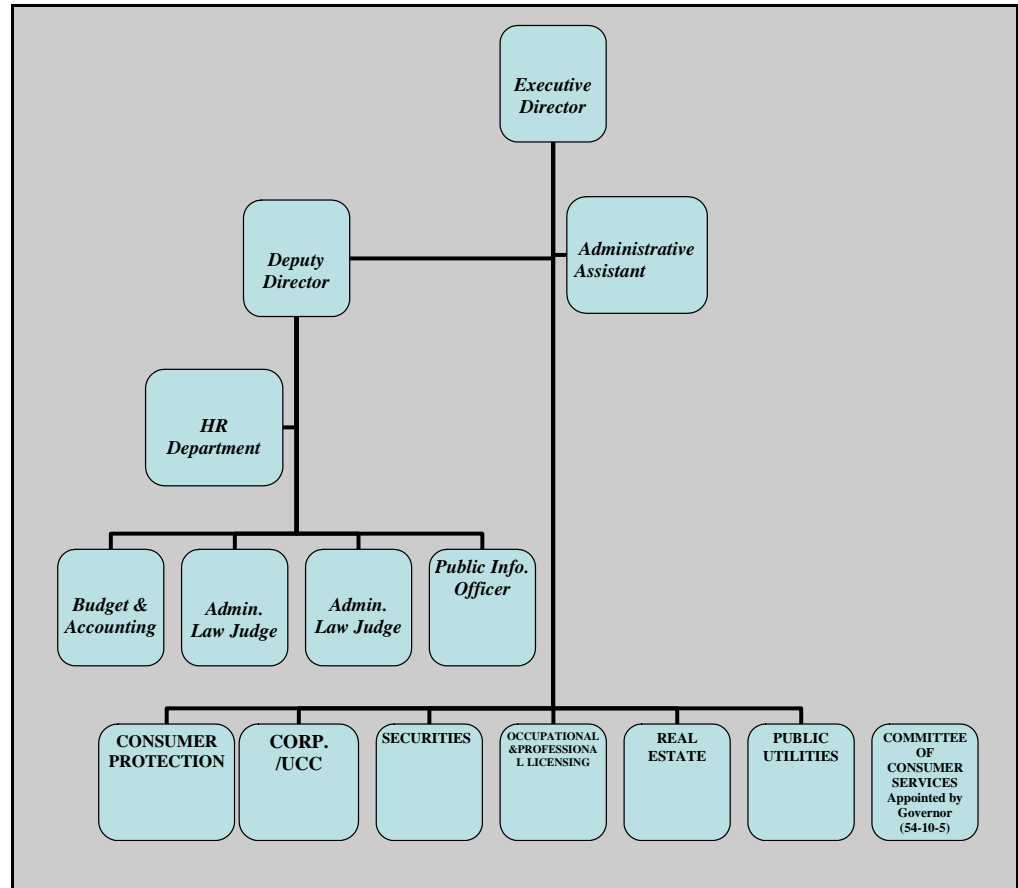 Executive
Director
Deputy
Director
Administrative
Assistant
HR
Department
Budget &
Accounting
Admin.
Law Judge
Admin.
Law Judge
Public Info.
Officer
CONSUMER
PROTECTION
CORP.
/UCC
SECURITIES
OCCUPATIONAL
&PROFESSIONA
L LICENSING
REAL
ESTATE
PUBLIC
UTILITIES
COMMITTEE
OF
CONSUMER
SERVICES
Appointed by
Governor
(54-10-5)